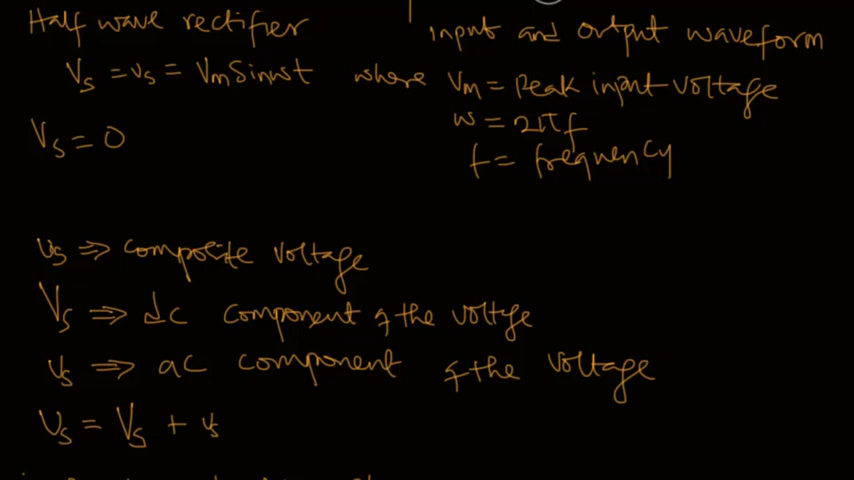 Half wave rectifier
input and output waveform
Vs = vs = Vm Sinwt where Vm = Peak input voltage
w = 2πf
Vs = 0
f = frequency
vs ⇒ composite voltage
Vs ⇒ dc component of the voltage
vs ⇒ ac component of the voltage
vs = Vs + vs